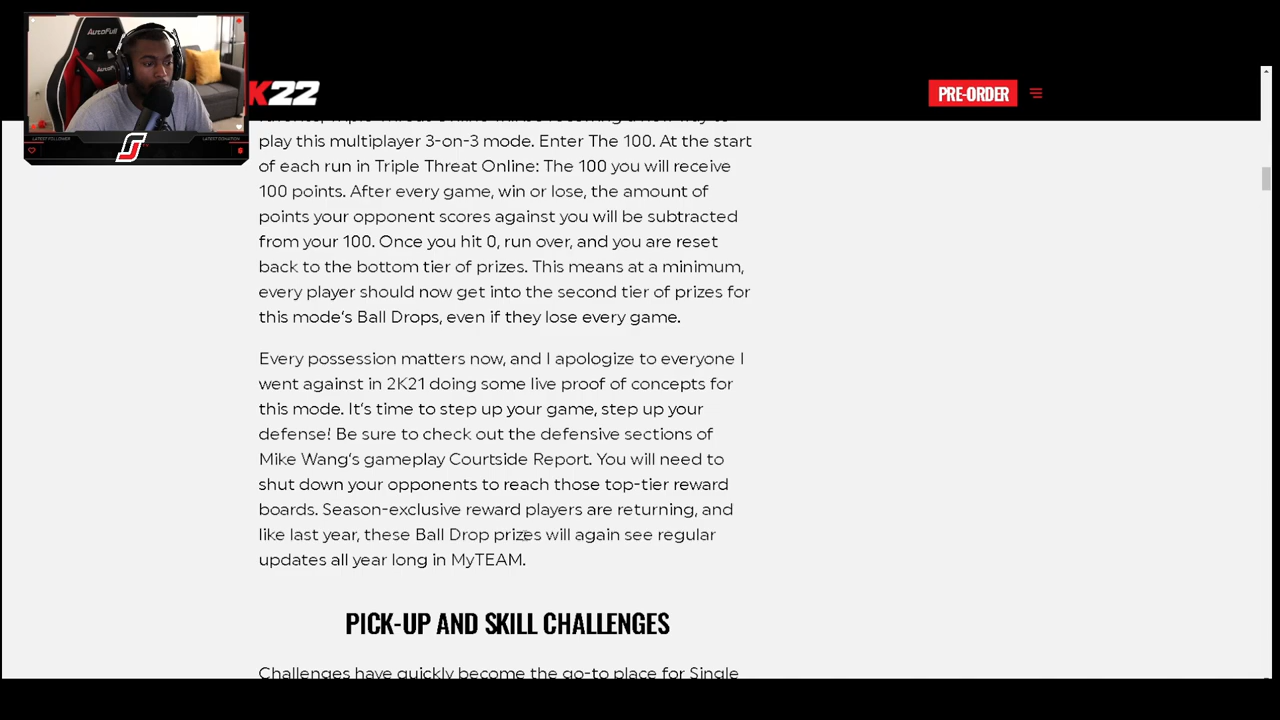 AutoFull
AutoFu
LATEST FOLLOWER
LATEST DONATION
K22
PRE-ORDER
play this multiplayer 3-on-3 mode. Enter The 100. At the start
of each run in Triple Threat Online: The 100 you will receive
100 points. After every game, win or lose, the amount of
points your opponent scores against you will be subtracted
from your 100. Once you hit 0, run over, and you are reset
back to the bottom tier of prizes. This means at a minimum,
every player should now get into the second tier of prizes for
this mode's Ball Drops, even if they lose every game.
Every possession matters now, and I apologize to everyone I
went against in 2K21 doing some live proof of concepts for
this mode. It's time to step up your game, step up your
defense! Be sure to check out the defensive sections of
Mike Wang's gameplay Courtside Report. You will need to
shut down your opponents to reach those top-tier reward
boards. Season-exclusive reward players are returning, and
like last year, these Ball Drop prizes will again see regular
updates all year long in MyTEAM.
PICK-UP AND SKILL CHALLENGES
Challenges have quickly become the go-to place for Single